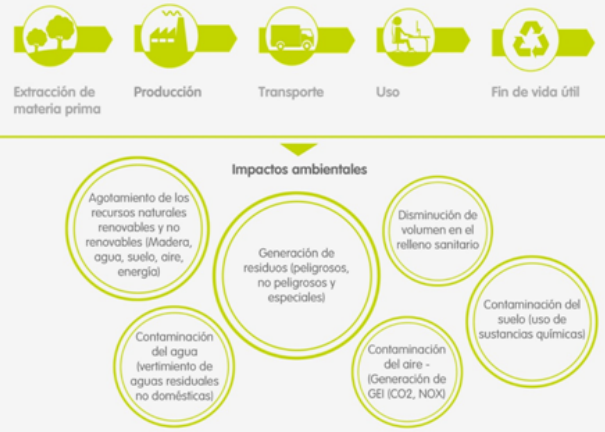 Extracción de
materia prima
Producción
Transporte
Uso
Fin de vida útil
Impactos ambientales
Agotamiento de los
recursos naturales
renovables y no
renovables (Madera,
agua, suelo, aire,
energía)
Generación de
residuos (peligrosos,
no peligrosos y
especiales)
Disminución de
volumen en el
relleno sanitario
Contaminación del
suelo (uso de
sustancias químicas)
Contaminación
del agua
(vertimiento de
aguas residuales
no domésticas)
Contaminación
del aire -
(Generación de
GEI (CO2, NOX)